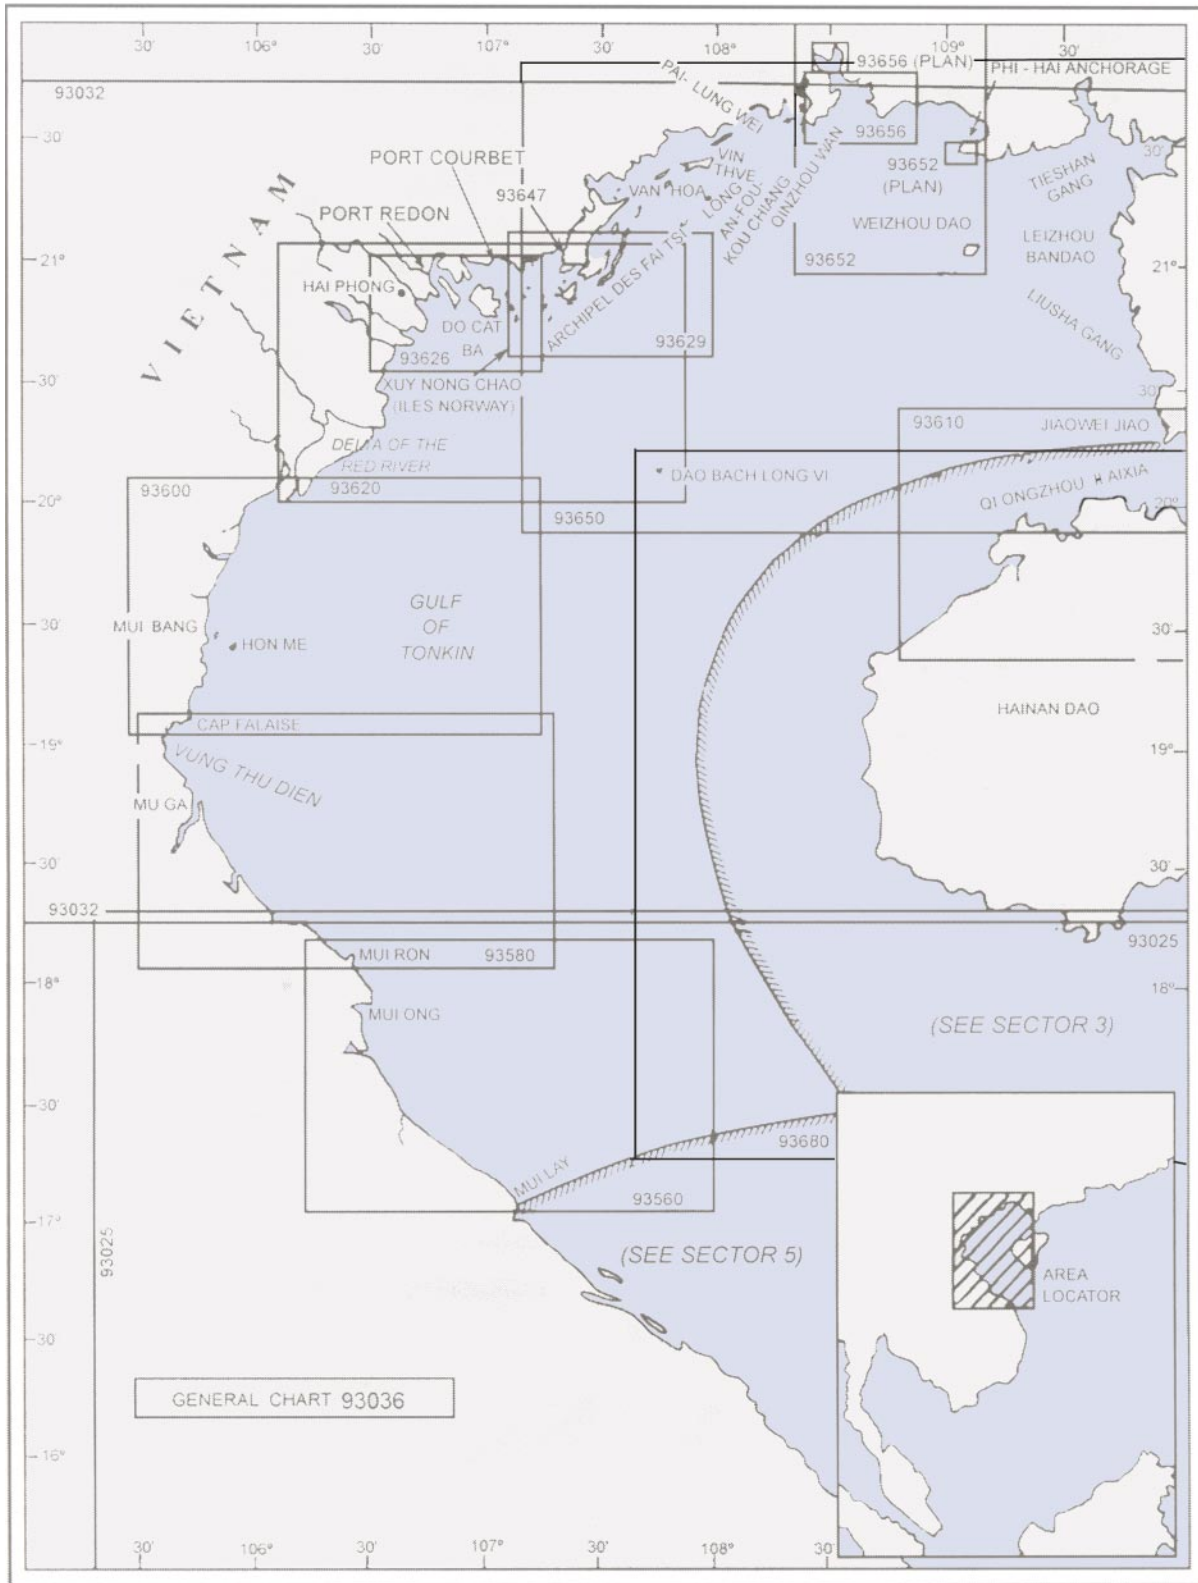 30' 106° 30' 107° 30' 108° 109° 30'
93656 (PLAN)
PHI - HAI ANCHORAGE
93032
PAI- LUNG WEI
30'
93656
30'
PORT COURBET
VIN
THVE
LONG
AN-FOU-
KOU CHIANG
QINZHOU WAN
93652
(PLAN)
TIESHAN
GANG
93647
VAN HOA
VIETNAM
PORT REDON
WEIZHOU DAO
LEIZHOU
BANDAO
21°
93652
21°
HAI PHONG
ARCHIPEL DES FAI TSI
LIUSHA GANG
DO CAT
BA
93629
93626
30'
XUY NONG CHAO
(ILES NORWAY)
30'
93610
JIAOWEI JIAO
DELTA OF THE
RED RIVER
DAO BACH LONG VI
QIONGZHOU HAIXIA
93600
93620
20°
93650
20°
GULF
OF
TONKIN
30'
MUI BANG
30'
HON ME
HAINAN DAO
CAP FALAISE
19°
19°
VUNG THU DIEN
MU GA
30'
30'
93032
93025
MUI RON
93580
18°
18°
MUI ONG
(SEE SECTOR 3)
30'
93680
MUI LAY
93560
17°
93025
(SEE SECTOR 5)
AREA
LOCATOR
30'
GENERAL CHART 93036
16°
30' 106° 30' 107° 30' 108° 30'